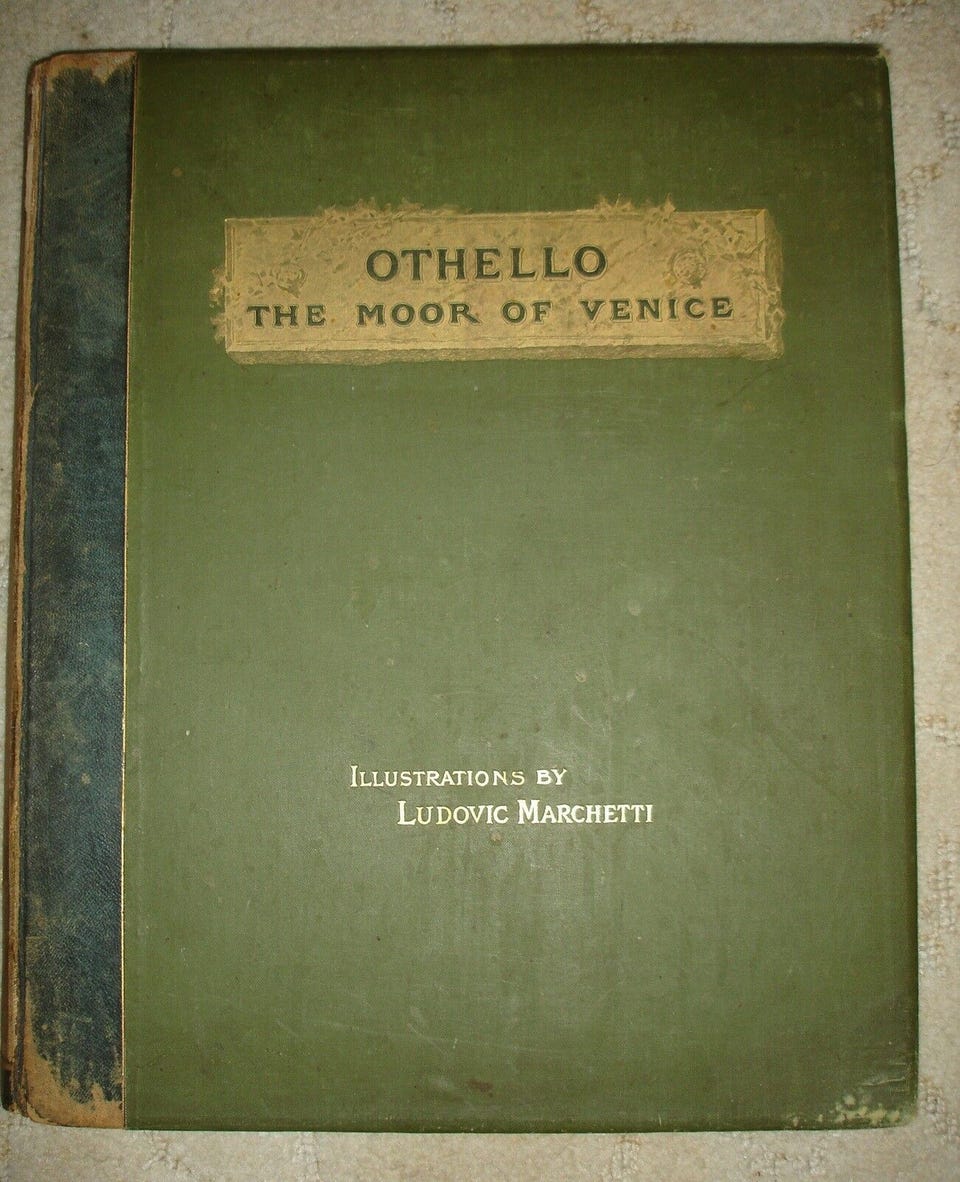 OTHELLO
THE MOOR OF VENICE
ILLUSTRATIONS BY
LUDOVIC MARCHETTI